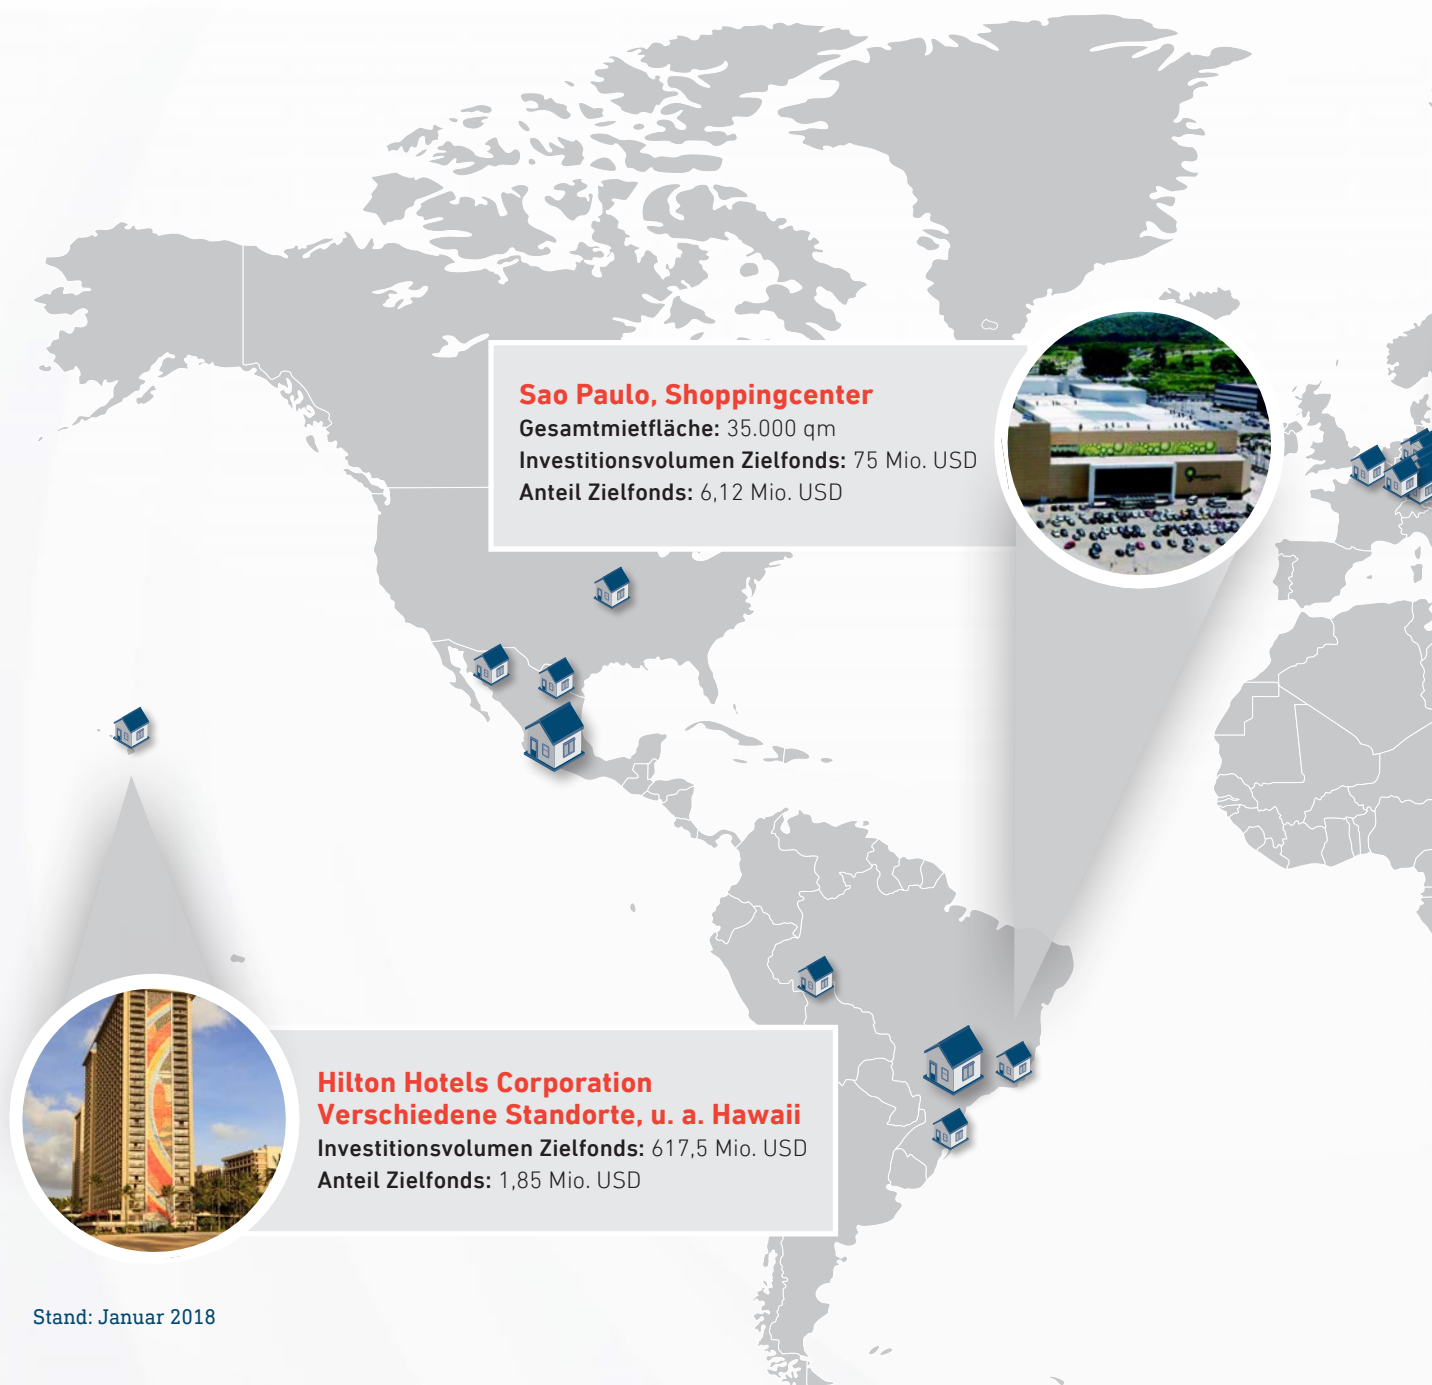 Sao Paulo, Shoppingcenter
Gesamtmietfläche: 35.000 qm
Investitionsvolumen Zielfonds: 75 Mio. USD
Anteil Zielfonds: 6,12 Mio. USD
Hilton Hotels Corporation
Verschiedene Standorte, u. a. Hawaii
Investitionsvolumen Zielfonds: 617,5 Mio. USD
Anteil Zielfonds: 1,85 Mio. USD
Stand: Januar 2018